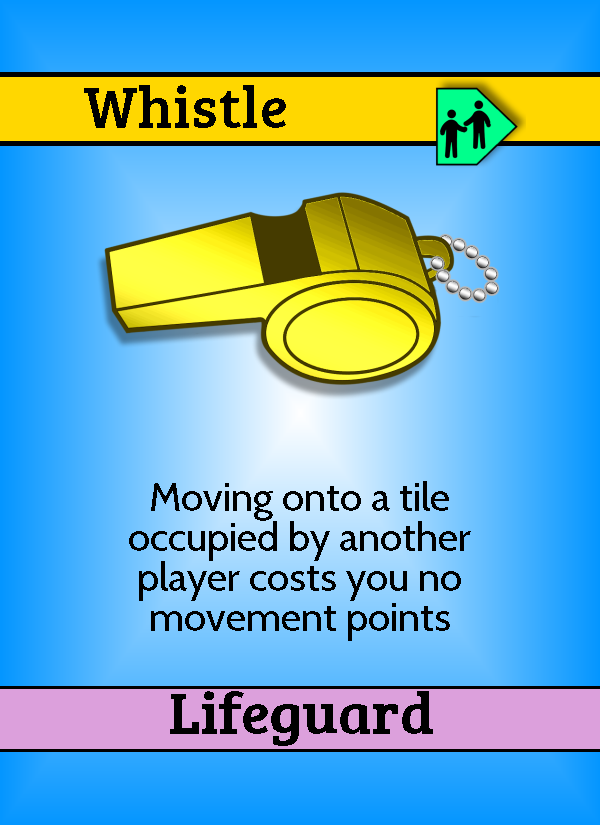 Whistle
Moving onto a tile
occupied by another
player costs you no
movement points
Lifeguard